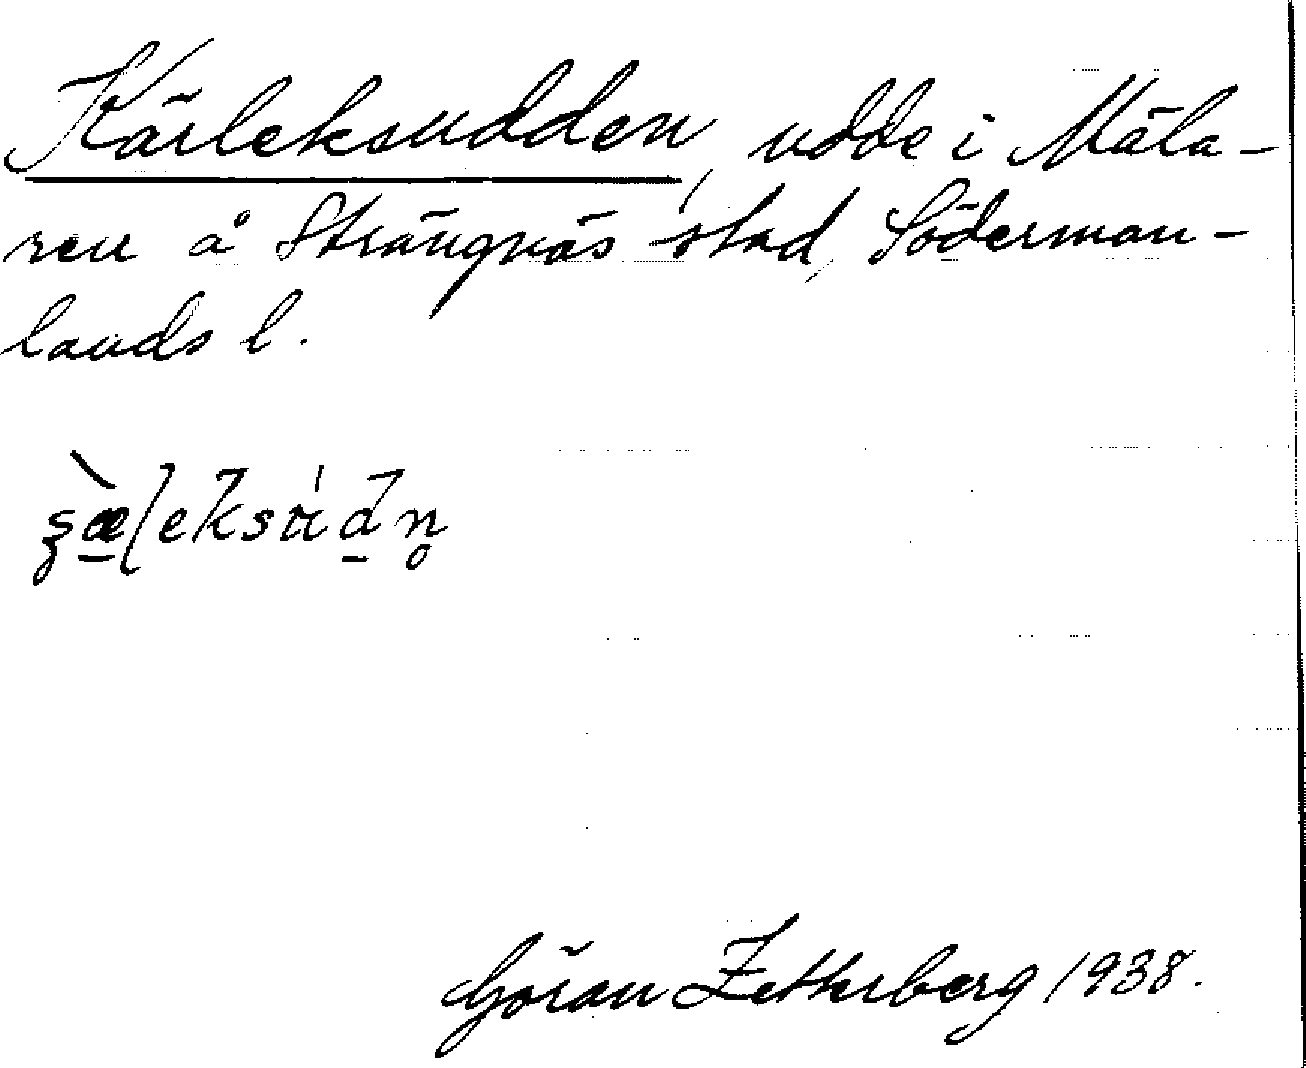 Kärleksudden, udde i Mäla-
ren å Strängnäs stad, Söderman-
lands l.
Göran Zetterberg 1938.